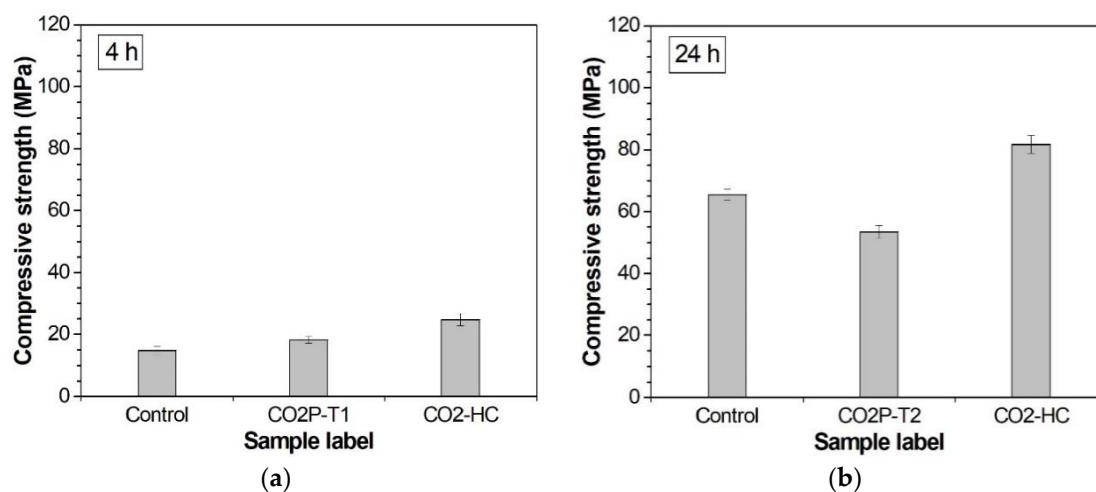 4 h
Compressive strength (MPa)
120
100
80
60
40
20
0
Control
CO2P-T1
CO2-HC
Sample label
(a)
24 h
Compressive strength (MPa)
120
100
80
60
40
20
0
Control
CO2P-T2
CO2-HC
Sample label
(b)